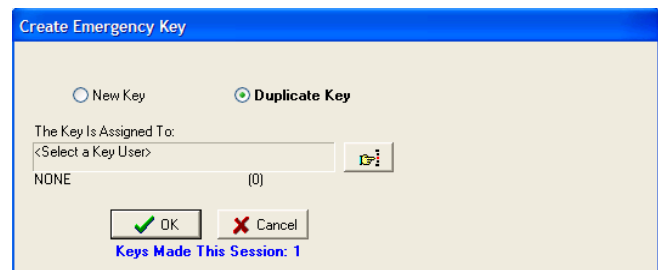 Create Emergency Key
New Key Duplicate Key
The Key Is Assigned To:
<Select a Key User>
NONE (0)
OK Cancel
Keys Made This Session: 1